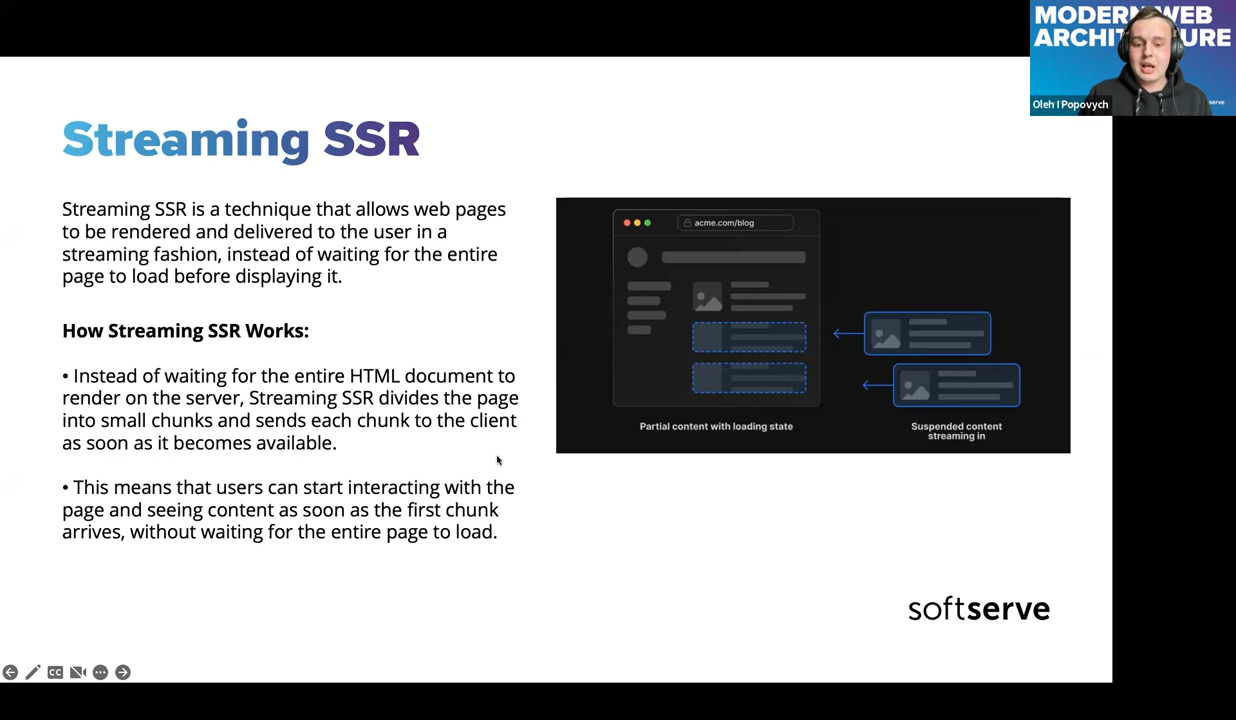 MODERN WEB
ARCHIT URE
Oleh I Popovych
serve
Streaming SSR
Streaming SSR is a technique that allows web pages
to be rendered and delivered to the user in a
streaming fashion, instead of waiting for the entire
page to load before displaying it.
How Streaming SSR Works:
• Instead of waiting for the entire HTML document to
render on the server, Streaming SSR divides the page
into small chunks and sends each chunk to the client
as soon as it becomes available.
• This means that users can start interacting with the
page and seeing content as soon as the first chunk
arrives, without waiting for the entire page to load.
acme.com/blog
Partial content with loading state
Suspended content
streaming in
softserve
CC